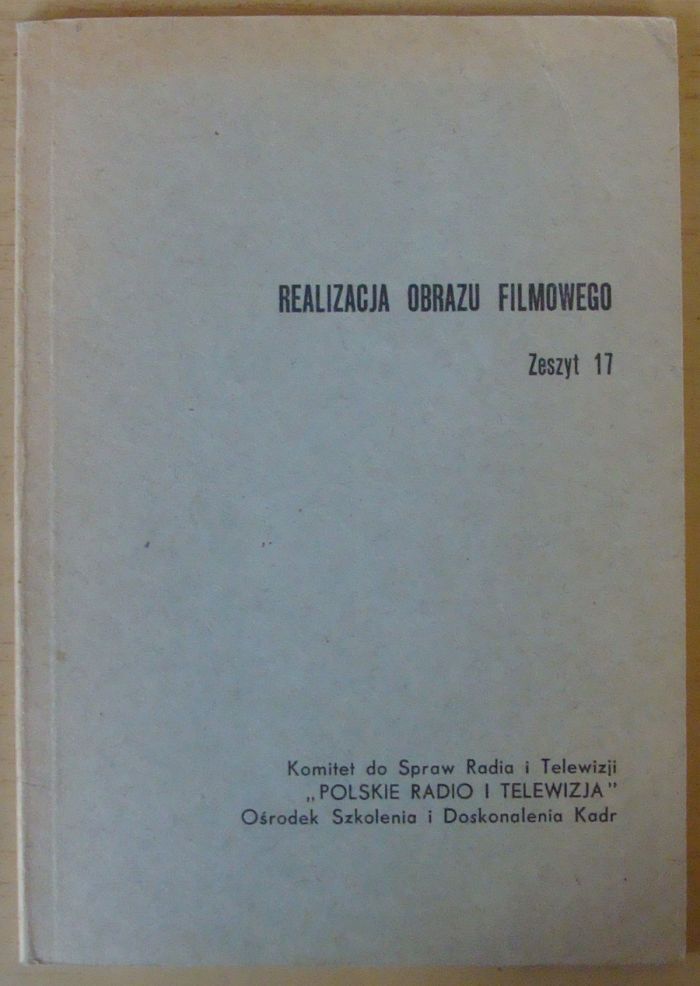 REALIZACJA OBRAZU FILMOWEGO
Zeszyt 17
Komitet do Spraw Radia i Telewizji
„POLSKIE RADIO I TELEWIZJA"
Ośrodek Szkolenia i Doskonalenia Kadr